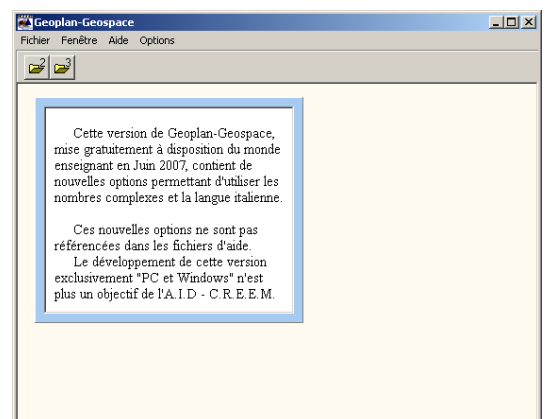 Geoplan-Geospace
Fichier Fenêtre Aide Options
2 3
Cette version de Geoplan-Geospace,
mise gratuitement à disposition du monde
enseignant en Juin 2007, contient de
nouvelles options permettant d'utiliser les
nombres complexes et la langue italienne.
Ces nouvelles options ne sont pas
référencées dans les fichiers d'aide.
Le développement de cette version
exclusivement "PC et Windows" n'est
plus un objectif de l'A.I.D - C.R.E.E.M.